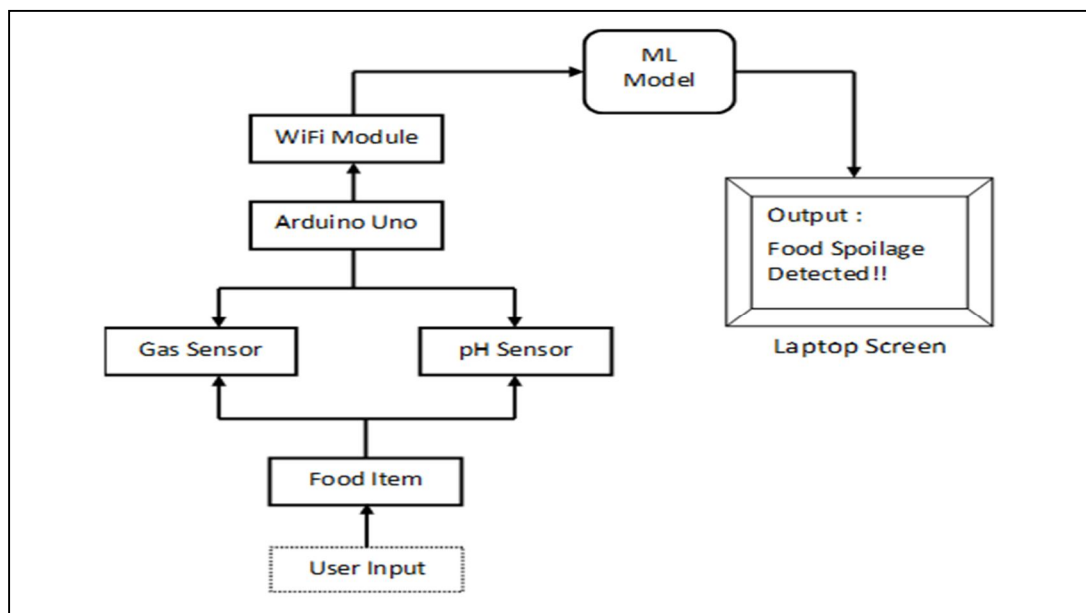 ML
Model
WiFi Module
Arduino Uno
Output :
Food Spoilage
Detected!!
Gas Sensor
pH Sensor
Laptop Screen
Food Item
User Input